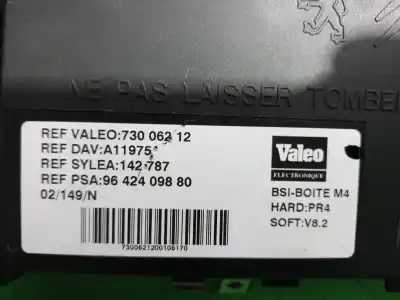 NE PAS LAISSER TOMBER
REF VALEO:730 062 12
REF DAV:A11975
REF SYLEA:142 787
REF PSA:96 424 098 80
02/149/N
Valeo
ELECTRONIQUE
BSI-BOITE M4
HARD:PR4
SOFT:V8.2
7300621200106170